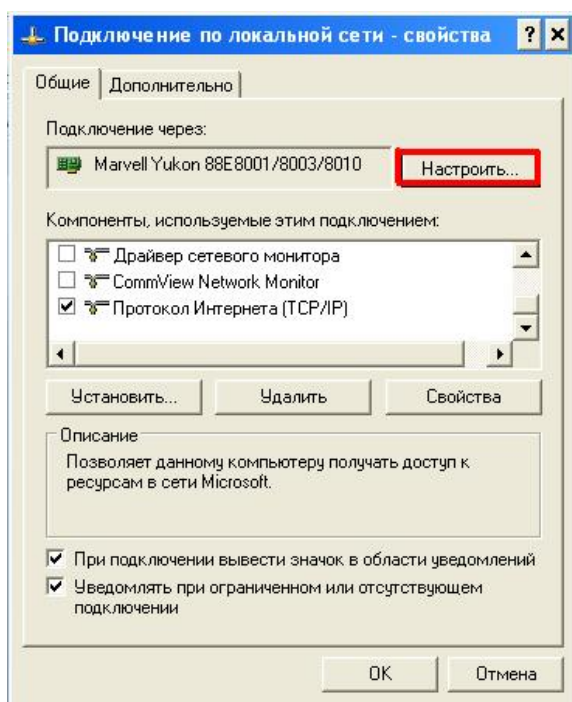 Подключение по локальной сети - свойства
Общие
Дополнительно
Подключение через:
Marvell Yukon 88E8001/8003/8010
Настроить...
Компоненты, используемые этим подключением:
Драйвер сетевого монитора
CommView Network Monitor
Протокол Интернета (TCP/IP)
Установить...
Удалить
Свойства
Описание
Позволяет данному компьютеру получать доступ к
ресурсам в сети Microsoft.
При подключении вывести значок в области уведомлений
Уведомлять при ограниченном или отсутствующем
подключении
OK
Отмена